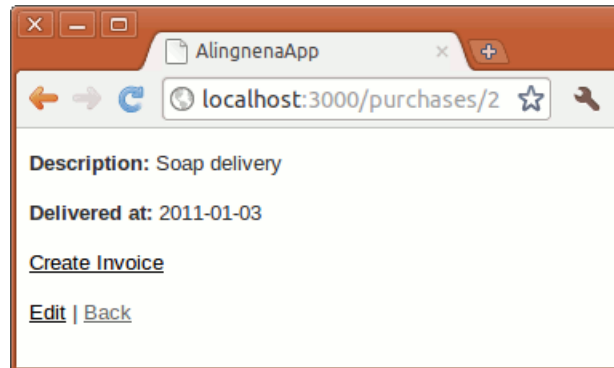 AlingnenaApp
localhost:3000/purchases/2
Description: Soap delivery
Delivered at: 2011-01-03
Create Invoice
Edit | Back